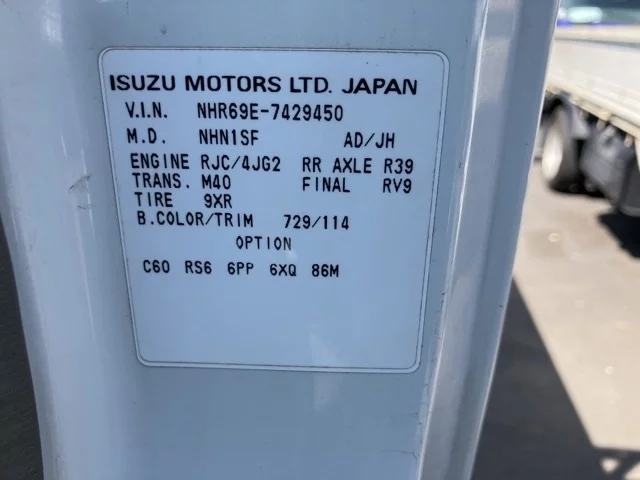 ISUZU MOTORS LTD. JAPAN
V.I.N. NHR69E-7429450
M.D. NHN1SF AD/JH
ENGINE RJC/4JG2 RR AXLE R39
TRANS. M40 FINAL RV9
TIRE 9XR
B.COLOR/TRIM 729/114
OPTION
C60 RS6 6PP 6XQ 86M